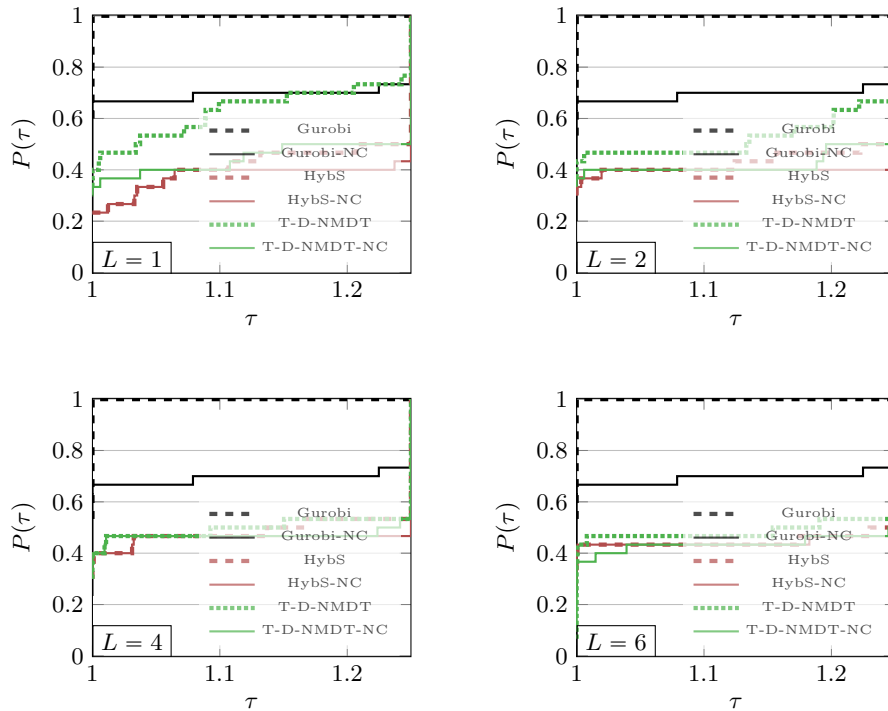 1
0.8
0.6
0.4
0.2
0
P(τ)
Gurobi
Gurobi-NC
HybS
HybS-NC
T-D-NMDT
T-D-NMDT-NC
L = 1
1
1.1
1.2
τ
1
0.8
0.6
0.4
0.2
0
P(τ)
Gurobi
Gurobi-NC
HybS
HybS-NC
T-D-NMDT
T-D-NMDT-NC
L = 2
1
1.1
1.2
τ
1
0.8
0.6
0.4
0.2
0
P(τ)
Gurobi
Gurobi-NC
HybS
HybS-NC
T-D-NMDT
T-D-NMDT-NC
L = 4
1
1.1
1.2
τ
1
0.8
0.6
0.4
0.2
0
P(τ)
Gurobi
Gurobi-NC
HybS
HybS-NC
T-D-NMDT
T-D-NMDT-NC
L = 6
1
1.1
1.2
τ